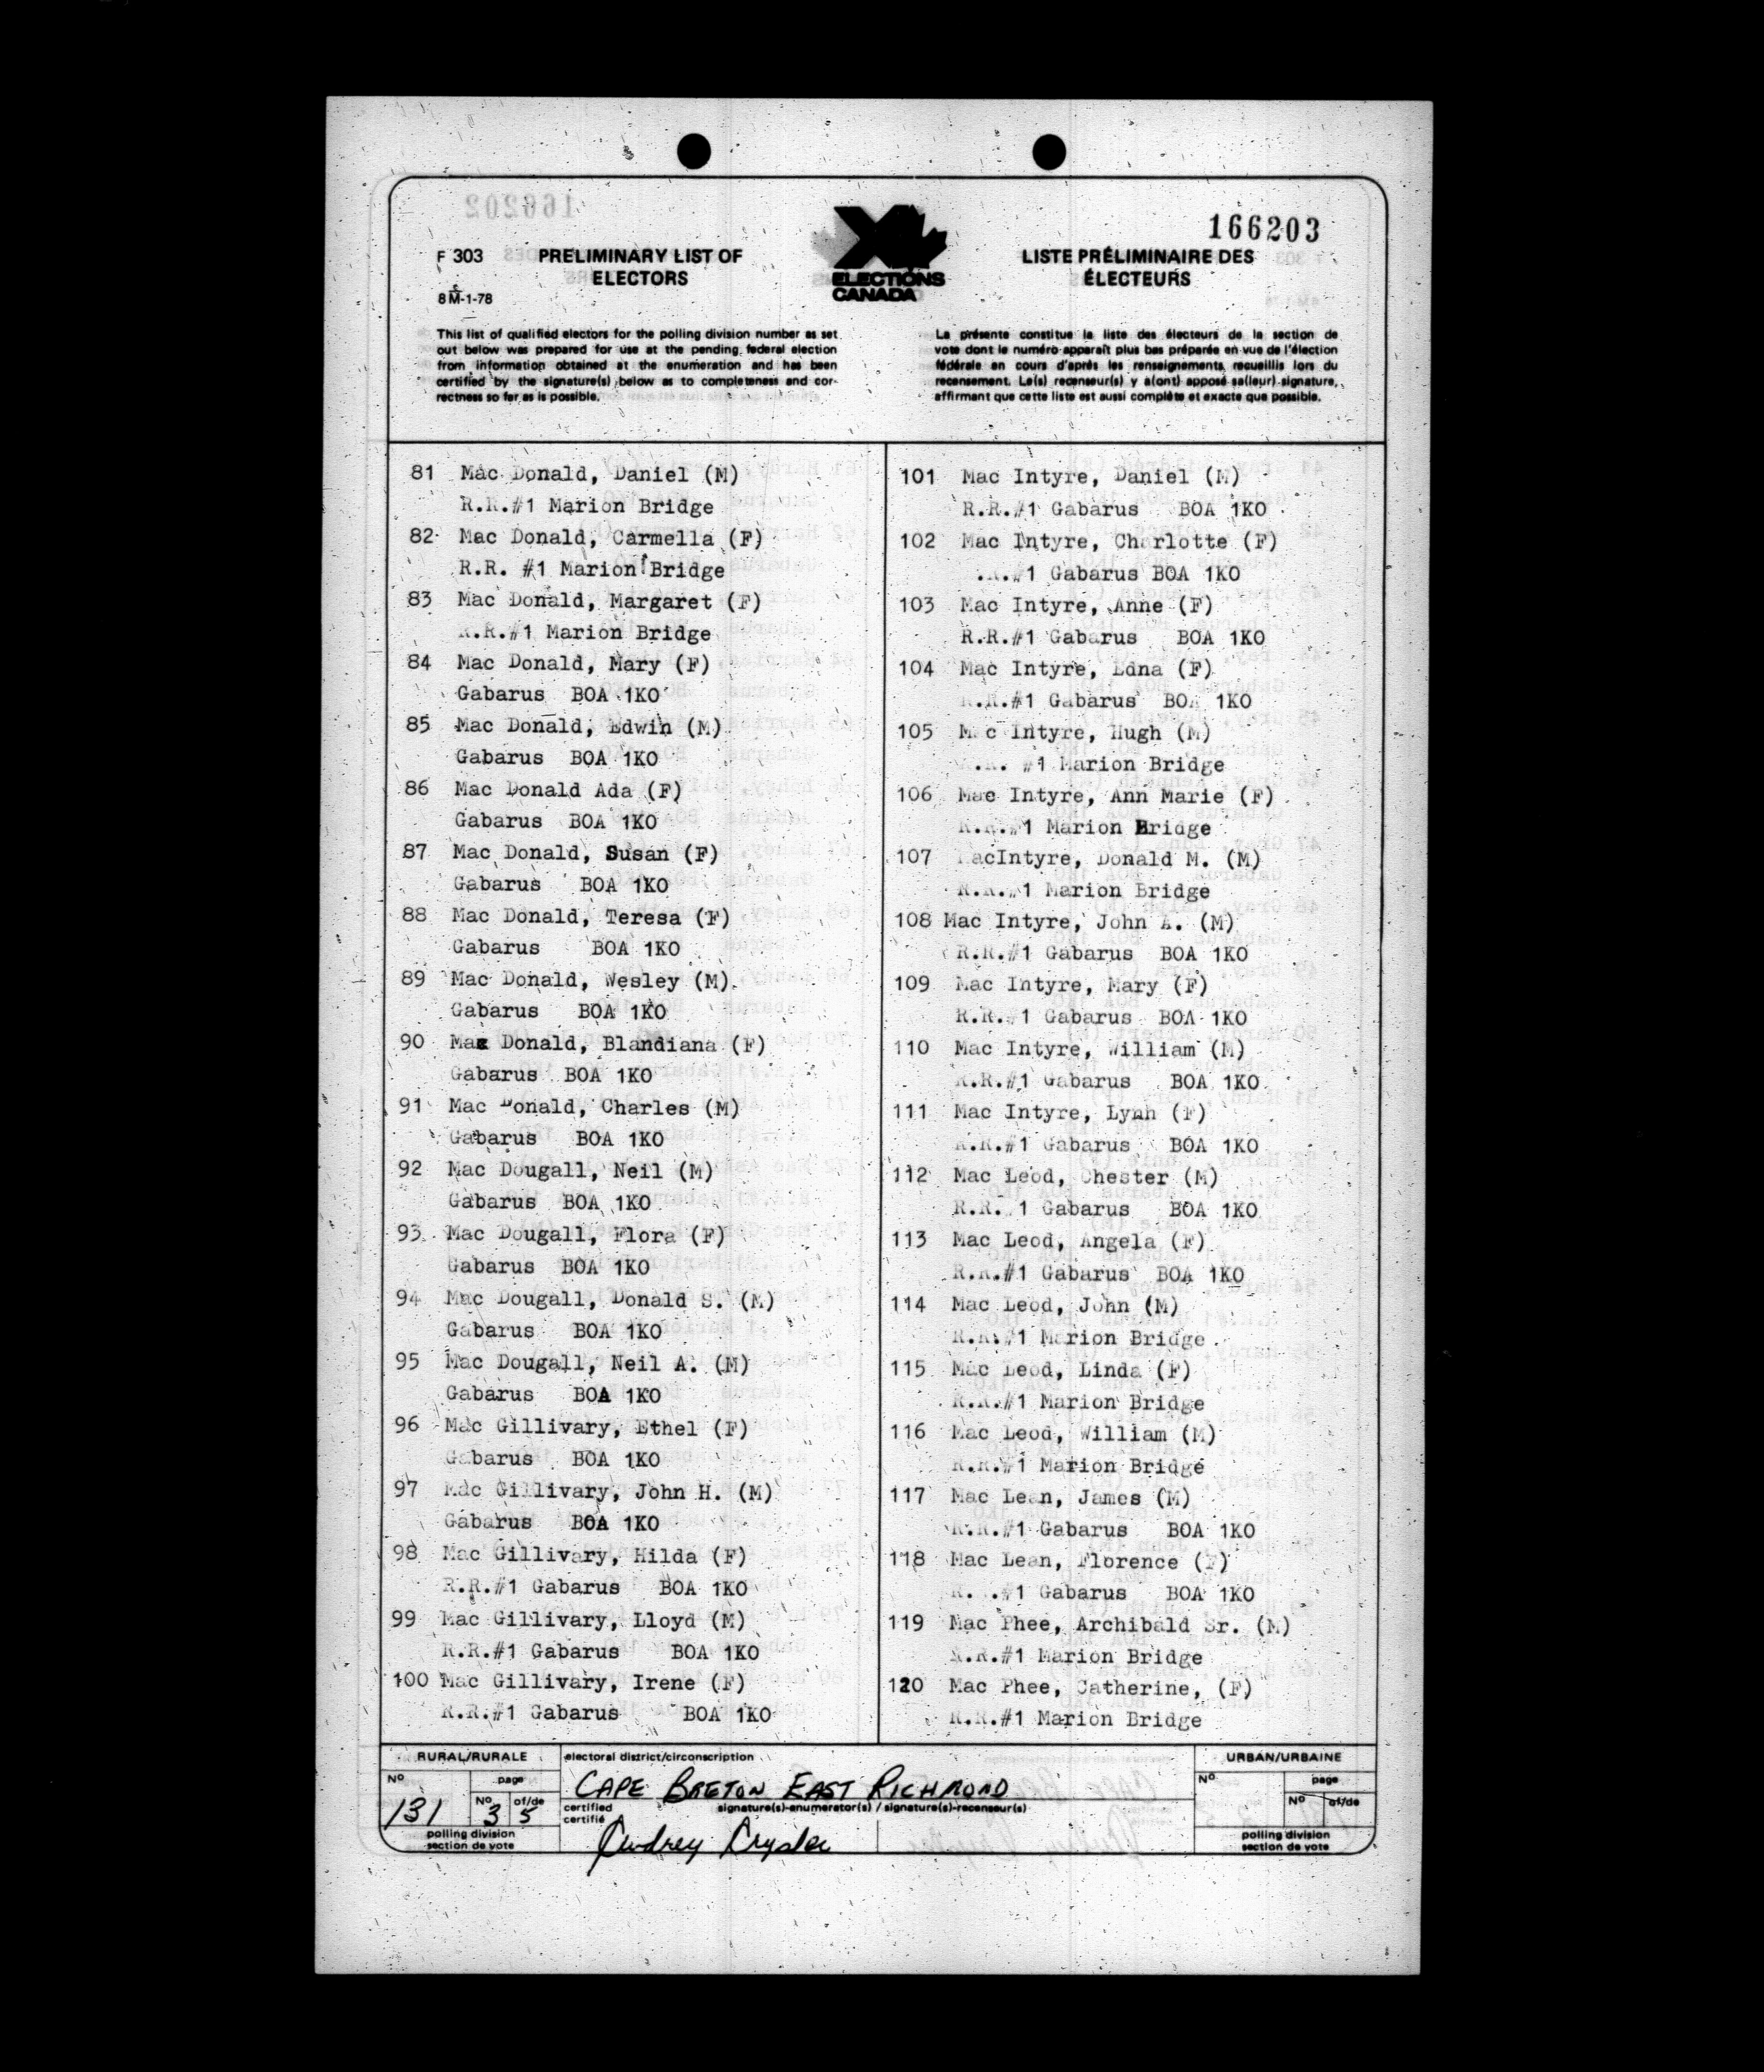 166203
F 303 PRELIMINARY LIST OF
ELECTORS
8M-1-78
ELECTIONS
CANADA
LISTE PRÉLIMINAIRE DES
ÉLECTEURS
This list of qualified electors for the polling division number as set
out below was prepared for use at the pending federal election
from information obtained at the enumeration and has been
certified by the signature(s) below as to completeness and cor-
rectness so far as is possible.
La présente constitue la liste des électeurs de la section de
vote dont le numéro apparaît plus bas préparée en vue de l'élection
fédérale en cours d'après les renseignements recueillis lors du
recensement. Le(s) recenseur(s) y a(ont) apposé sa(leur) signature,
affirmant que cette liste est aussi complète et exacte que possible.
81 Mac Donald, Daniel (M)
R.R.#1 Marion Bridge
82 Mac Donald, Carmella (F)
R.R. #1 Marion Bridge
83 Mac Donald, Margaret (F)
R.R.#1 Marion Bridge
84 Mac Donald, Mary (F)
Gabarus BOA 1KO
85 Mac Donald, Edwin (M)
Gabarus BOA 1KO
86 Mac Donald Ada (F)
Gabarus BOA 1KO
87 Mac Donald, Susan (F)
Gabarus BOA 1KO
88 Mac Donald, Teresa (F)
Gabarus BOA 1KO
89 Mac Donald, Wesley (M)
Gabarus BOA 1KO
90 Mac Donald, Blandiana (F)
Gabarus BOA 1KO
91 Mac Donald, Charles (M)
Gabarus BOA 1KO
92 Mac Dougall, Neil (M)
Gabarus BOA 1KO
93 Mac Dougall, Flora (F)
Gabarus BOA 1KO
94 Mac Dougall, Donald S. (M)
Gabarus BOA 1KO
95 Mac Dougall, Neil A. (M)
Gabarus BOA 1KO
96 Mac Gillivary, Ethel (F)
Gabarus BOA 1KO
97 Mac Gillivary, John H. (M)
Gabarus BOA 1KO
98 Mac Gillivary, Hilda (F)
R.R.#1 Gabarus BOA 1KO
99 Mac Gillivary, Lloyd (M)
R.R.#1 Gabarus BOA 1KO
100 Mac Gillivary, Irene (F)
R.R.#1 Gabarus BOA 1KO
101 Mac Intyre, Daniel (M)
R.R.#1 Gabarus BOA 1KO
102 Mac Intyre, Charlotte (F)
R.#1 Gabarus BOA 1KO
103 Mac Intyre, Anne (F)
R.R.#1 Gabarus BOA 1KO
104 Mac Intyre, Edna (F)
R.R.#1 Gabarus BOA 1KO
105 Mac Intyre, Hugh (M)
R.R. #1 Marion Bridge
106 Mac Intyre, Ann Marie (F)
R.R.#1 Marion Bridge
107 MacIntyre, Donald M. (M)
R.R.#1 Marion Bridge
108 Mac Intyre, John A. (M)
R.R.#1 Gabarus BOA 1KO
109 Mac Intyre, Mary (F)
R.R.#1 Gabarus BOA 1KO
110 Mac Intyre, William (M)
R.R.#1 Gabarus BOA 1KO
111 Mac Intyre, Lynn (F)
R.R.#1 Gabarus BOA 1KO
112 Mac Leod, Chester (M)
R.R. 1 Gabarus BOA 1KO
113 Mac Leod, Angela (F)
R.R.#1 Gabarus BOA 1KO
114 Mac Leod, John (M)
R.R.#1 Marion Bridge
115 Mac Leod, Linda (F)
R.R.#1 Marion Bridge
116 Mac Leod, William (M)
R.R.#1 Marion Bridge
117 Mac Lean, James (M)
R.R.#1 Gabarus BOA 1KO
118 Mac Lean, Florence (F)
R. .#1 Gabarus BOA 1KO
119 Mac Phee, Archibald Sr. (M)
R.R.#1 Marion Bridge
120 Mac Phee, Catherine, (F)
R.R.#1 Marion Bridge
RURAL/RURALE
No page
131 No 3 of/de 5
polling division
section de vote
electoral district/circonscription
CAPE BRETON EAST RICHMOND
certified
certifié
signature(s)-enumerator(s) / signature(s)-recenseur(s)
Audrey Crysler
URBAN/URBAINE
No page
No of/de
polling division
section de vote